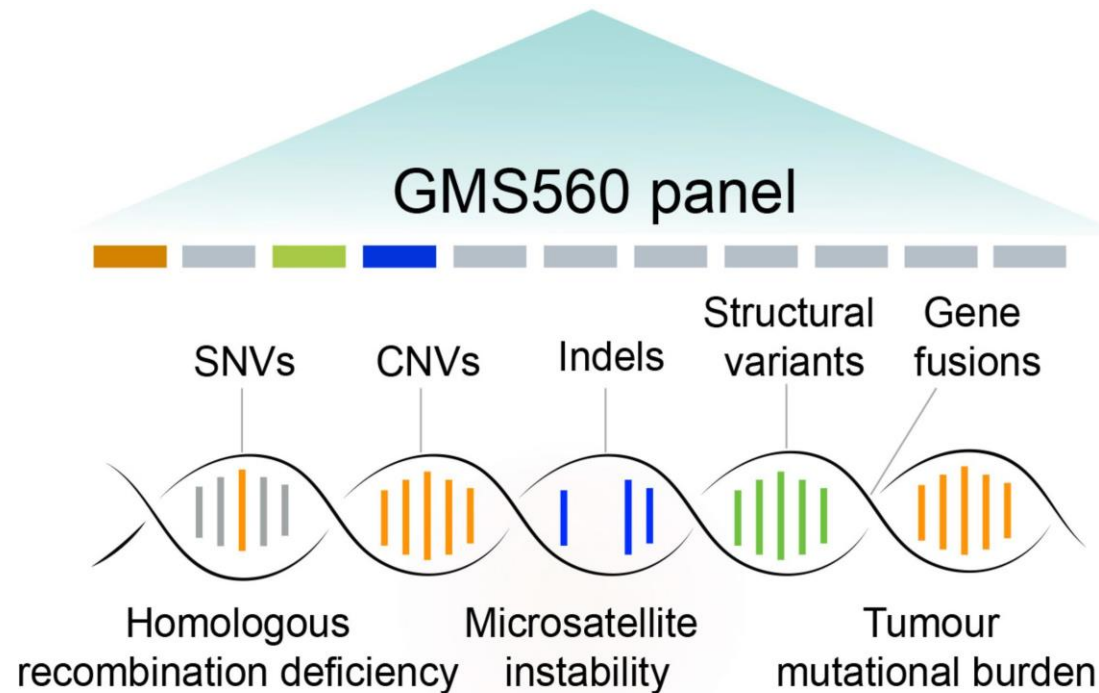 GMS560 panel
SNVs
CNVs
Indels
Structural
variants
Gene
fusions
Homologous
recombination deficiency
Microsatellite
instability
Tumour
mutational burden